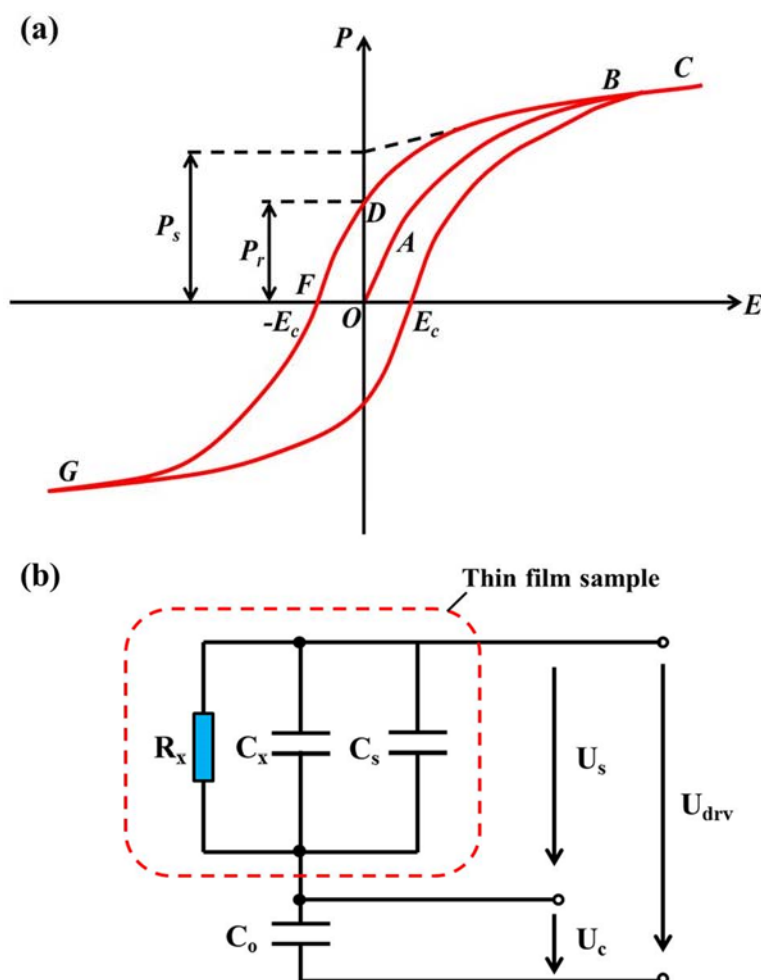 (a)
P
B
C
P_s
P_r
D
A
F
-E_c
O
E_c
E
G
(b)
Thin film sample
R_x
C_x
C_s
U_s
U_drv
C_o
U_c